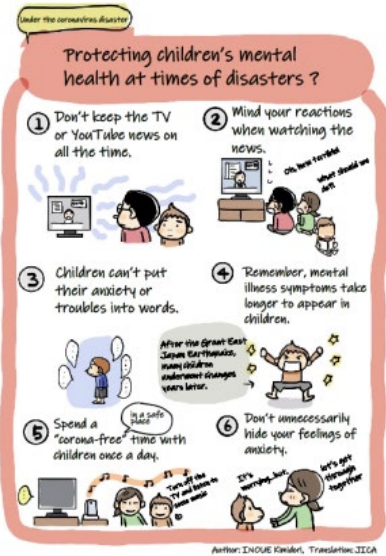 Under the coronavirus disaster
Protecting children's mental
health at times of disasters ?
① Don't keep the TV
or YouTube news on
all the time.
② Mind your reactions
when watching the
news.
Oh, how terrible!
What should we
do?!
③ Children can't put
their anxiety or
troubles into words.
④ Remember, mental
illness symptoms take
longer to appear in
children.
After the Great East
Japan Earthquake,
many children
underwent changes
years later.
⑤ Spend a
in a safe
place
"corona-free" time with
children once a day.
Turn off the
TV and listen to
some music
⑥ Don't unnecessarily
hide your feelings of
anxiety.
It's
worrying...but,
let's get
through
together
Author: INOUE Kimidori, Translation: JICA